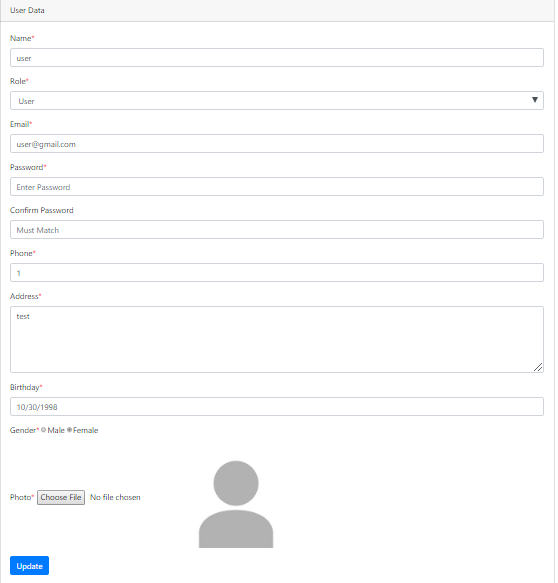 User Data
Name*
user
Role*
User
Email*
user@gmail.com
Password*
Enter Password
Confirm Password
Must Match
Phone*
1
Address*
test
Birthday*
10/30/1998
Gender* Male Female
Photo* Choose File No file chosen
Update